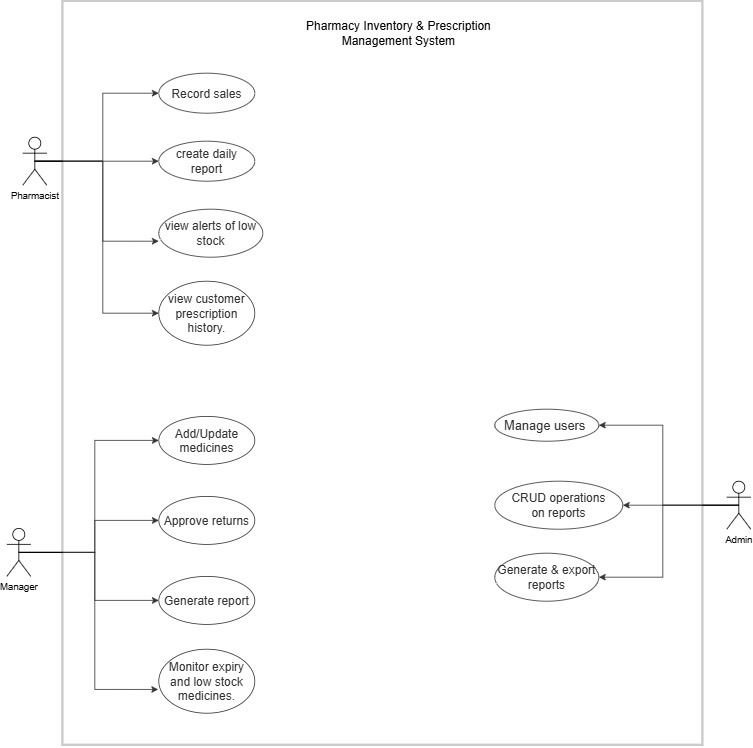 Pharmacy Inventory & Prescription
Management System
Record sales
create daily
report
Pharmacist
view alerts of low
stock
view customer
prescription
history.
Add/Update
medicines
Manage users
CRUD operations
on reports
Approve returns
Admin
Manager
Generate & export
reports
Generate report
Monitor expiry
and low stock
medicines.